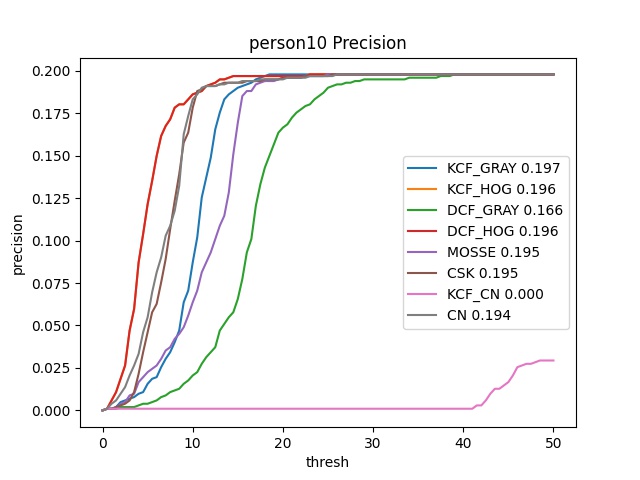 person10 Precision
0.200
0.175
0.150
0.125
0.100
0.075
0.050
0.025
0.000
precision
KCF_GRAY 0.197
KCF_HOG 0.196
DCF_GRAY 0.166
DCF_HOG 0.196
MOSSE 0.195
CSK 0.195
KCF_CN 0.000
CN 0.194
0 10 20 30 40 50
thresh